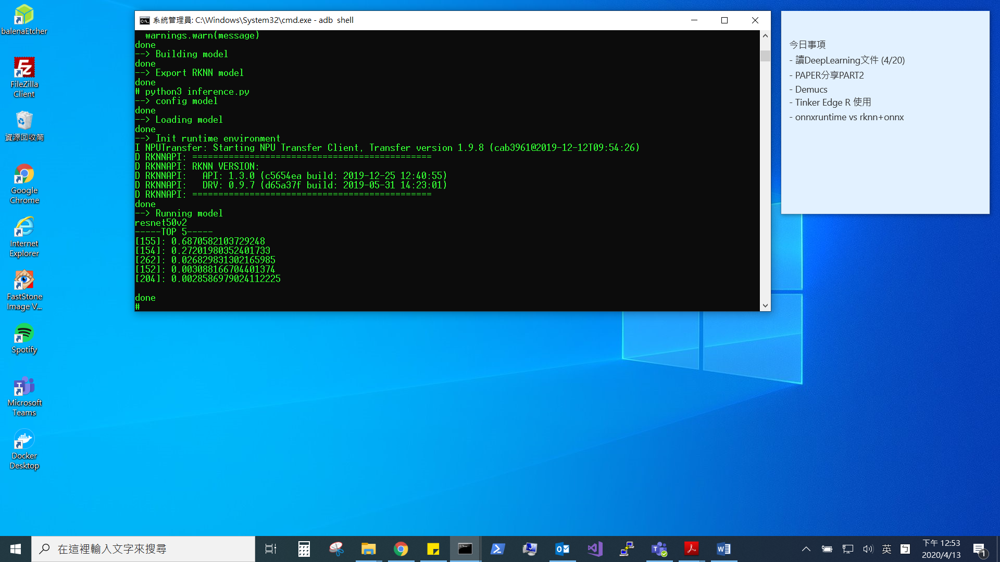 balenaEtcher
FileZilla
Client
資源回收筒
Google
Chrome
Internet
Explorer
FastStone
Image V...
Spotify
Microsoft
Teams
Docker
Desktop
系統管理員: C:\Windows\System32\cmd.exe - adb  shell
  warnings.warn(message)
done
--> Building model
done
--> Export RKNN model
done
# python3 inference.py
--> config model
done
--> Loading model
done
--> Init runtime environment
I NPUTransfer: Starting NPU Transfer Client, Transfer version 1.9.8 (cab3961@2019-12-12T09:54:26)
D RKNNAPI: ==============================================
D RKNNAPI: RKNN VERSION:
D RKNNAPI:   API: 1.3.0 (c5654ea build: 2019-12-25 12:40:55)
D RKNNAPI:   DRV: 0.9.7 (d65a37f build: 2019-05-31 14:23:01)
D RKNNAPI: ==============================================
done
--> Running model
resnet50v2
-----TOP 5-----
[155]: 0.6870582103729248
[154]: 0.27201980352401733
[262]: 0.026829831302165985
[152]: 0.003088166704401374
[204]: 0.0028586979024112225
done
#
今日事項
- 讀DeepLearning文件 (4/20)
- PAPER分享PART2
- Demucs
- Tinker Edge R 使用
- onnxruntime vs rknn+onnx
在這裡輸入文字來搜尋
英
下午 12:53
2020/4/13
1